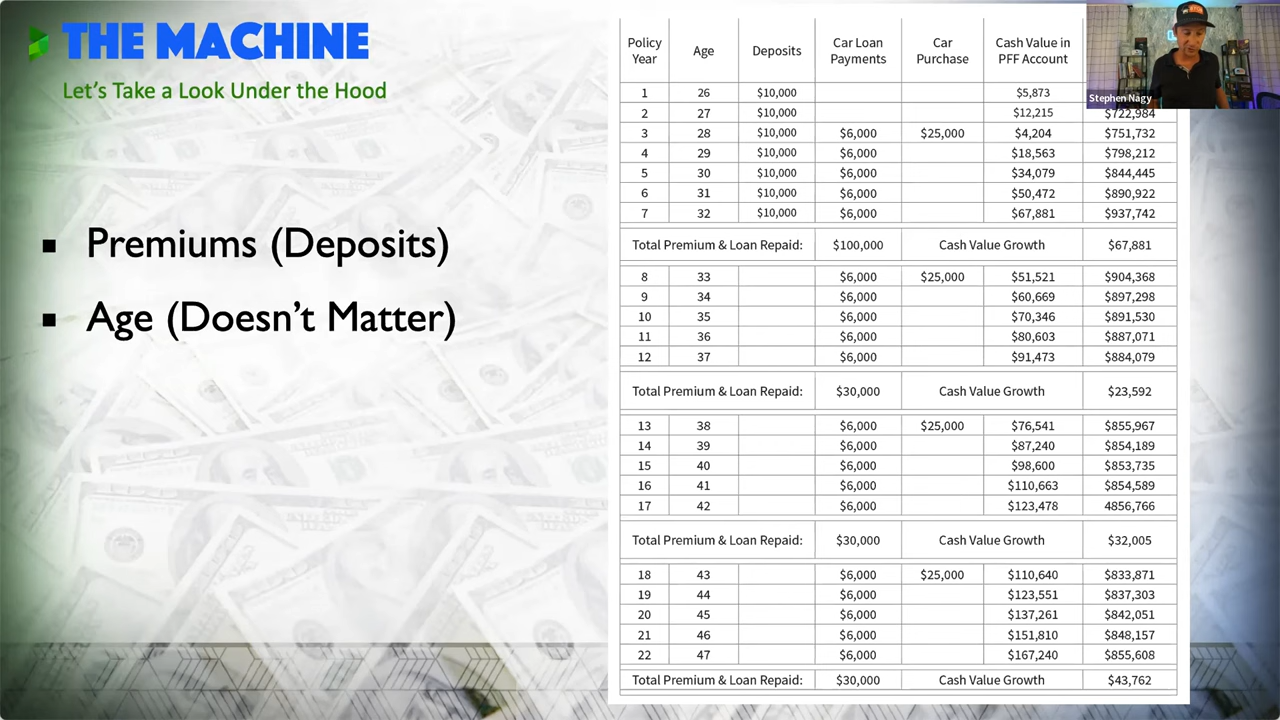 THE MACHINE
Let's Take a Look Under the Hood
▪ Premiums (Deposits)
▪ Age (Doesn't Matter)
Policy Year Age Deposits Car Loan Payments Car Purchase Cash Value in PFF Account
1 26 $10,000 $5,873
2 27 $10,000 $12,215 $722,984
3 28 $10,000 $6,000 $25,000 $4,204 $751,732
4 29 $10,000 $6,000 $18,563 $798,212
5 30 $10,000 $6,000 $34,079 $844,445
6 31 $10,000 $6,000 $50,472 $890,922
7 32 $10,000 $6,000 $67,881 $937,742
Total Premium & Loan Repaid: $100,000 Cash Value Growth $67,881
8 33 $6,000 $25,000 $51,521 $904,368
9 34 $6,000 $60,669 $897,298
10 35 $6,000 $70,346 $891,530
11 36 $6,000 $80,603 $887,071
12 37 $6,000 $91,473 $884,079
Total Premium & Loan Repaid: $30,000 Cash Value Growth $23,592
13 38 $6,000 $25,000 $76,541 $855,967
14 39 $6,000 $87,240 $854,189
15 40 $6,000 $98,600 $853,735
16 41 $6,000 $110,663 $854,589
17 42 $6,000 $123,478 4856,766
Total Premium & Loan Repaid: $30,000 Cash Value Growth $32,005
18 43 $6,000 $25,000 $110,640 $833,871
19 44 $6,000 $123,551 $837,303
20 45 $6,000 $137,261 $842,051
21 46 $6,000 $151,810 $848,157
22 47 $6,000 $167,240 $855,608
Total Premium & Loan Repaid: $30,000 Cash Value Growth $43,762
Stephen Nagy